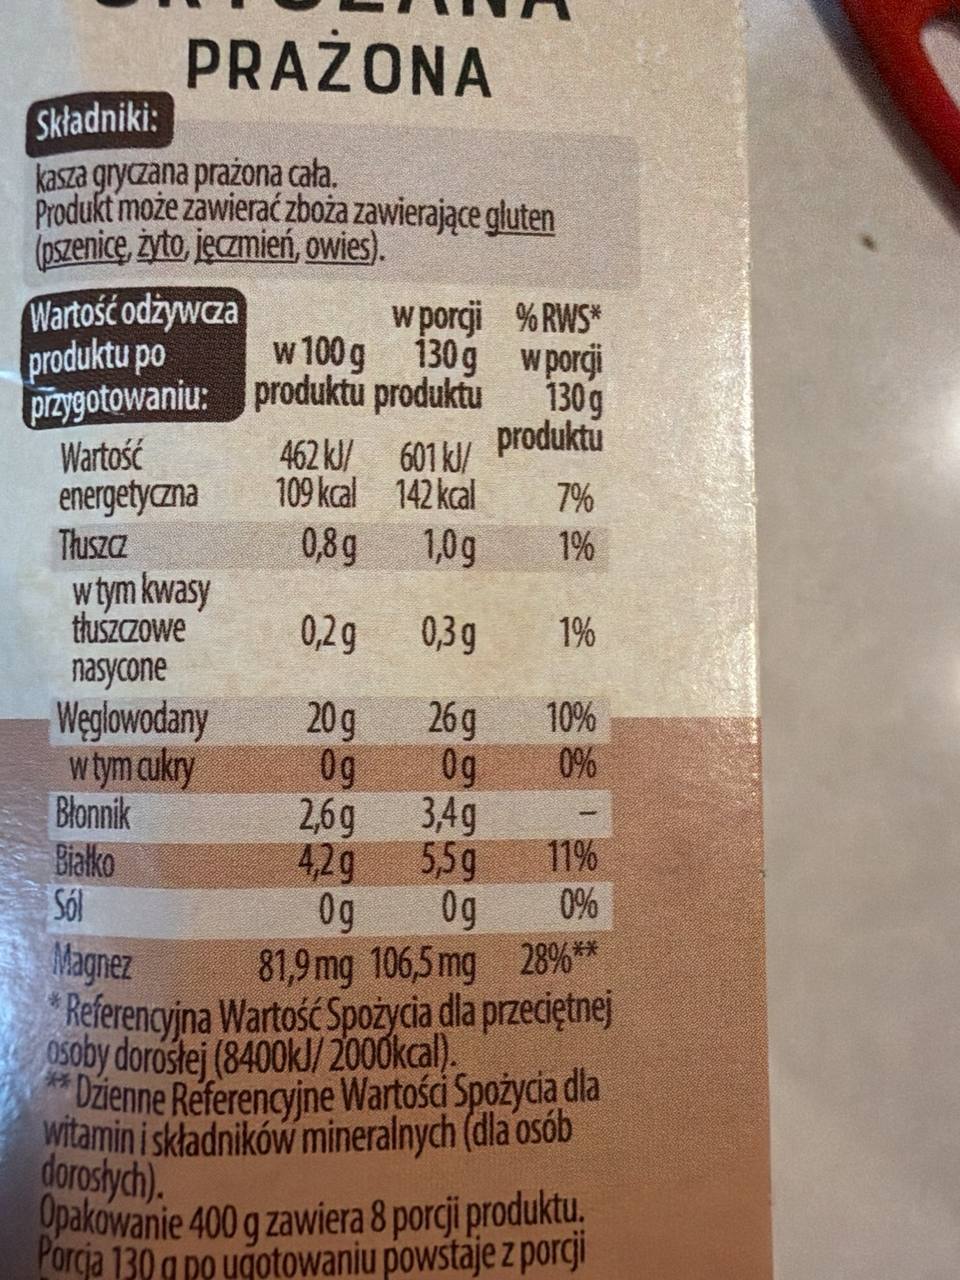 PRAŻONA
Składniki:
kasza gryczana prażona cała.
Produkt może zawierać zboża zawierające gluten
(pszenicę, żyto, jęczmień, owies).
Wartość odżywcza
produktu po
przygotowaniu:
w 100 g
produktu
w porcji
130 g
produktu
% RWS*
w porcji
130 g
produktu
Wartość 462 kJ/ 601 kJ/
energetyczna 109 kcal 142 kcal 7%
Tłuszcz 0,8 g 1,0 g 1%
w tym kwasy
tłuszczowe 0,2 g 0,3 g 1%
nasycone
Węglowodany 20 g 26 g 10%
w tym cukry 0 g 0 g 0%
Błonnik 2,6 g 3,4 g –
Białko 4,2 g 5,5 g 11%
Sól 0 g 0 g 0%
Magnez 81,9 mg 106,5 mg 28%**
* Referencyjna Wartość Spożycia dla przeciętnej
osoby dorosłej (8400kJ/ 2000kcal).
** Dzienne Referencyjne Wartości Spożycia dla
witamin i składników mineralnych (dla osób
dorosłych).
Opakowanie 400 g zawiera 8 porcji produktu.
Porcja 130 g po ugotowaniu powstaje z porcji